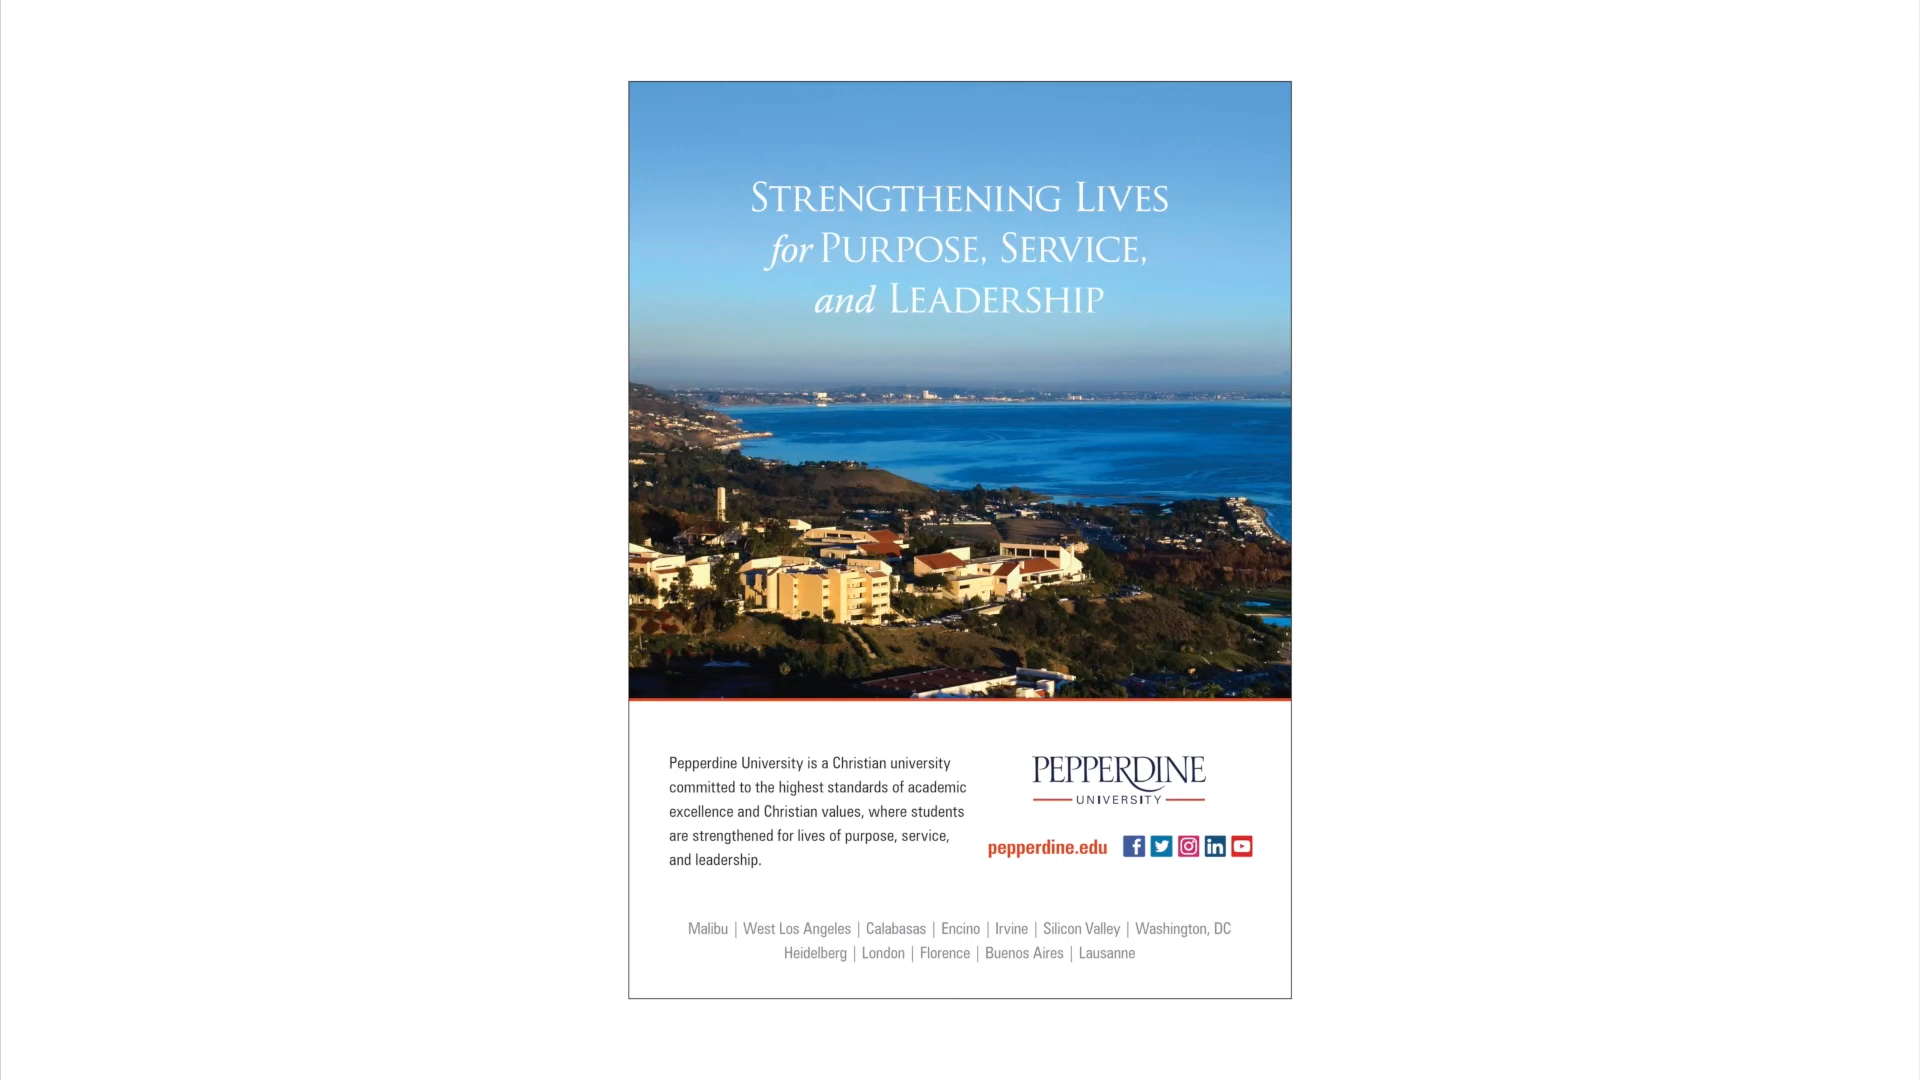 STRENGTHENING LIVES
for PURPOSE, SERVICE,
and LEADERSHIP
Pepperdine University is a Christian university
committed to the highest standards of academic
excellence and Christian values, where students
are strengthened for lives of purpose, service,
and leadership.
PEPPERDINE
UNIVERSITY
pepperdine.edu
Malibu | West Los Angeles | Calabasas | Encino | Irvine | Silicon Valley | Washington, DC
Heidelberg | London | Florence | Buenos Aires | Lausanne